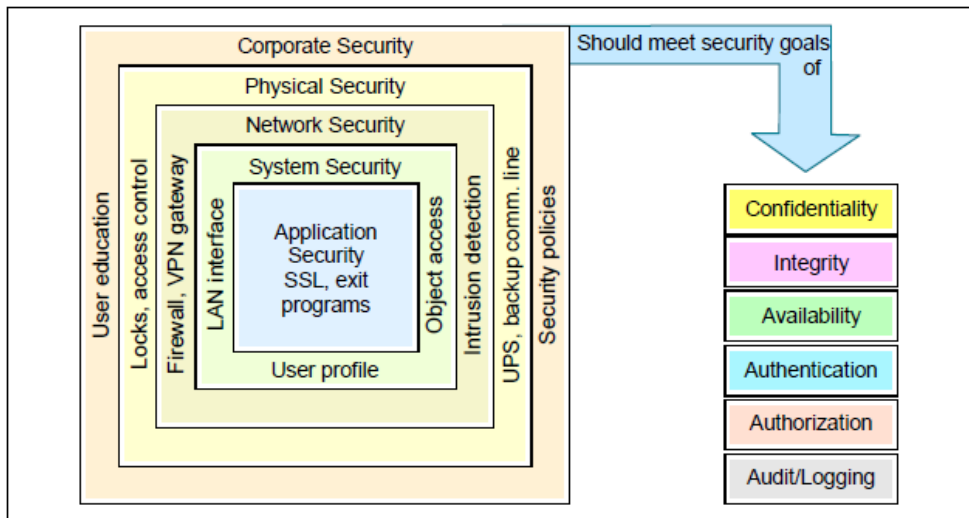 Corporate Security
Should meet security goals
of
Physical Security
Network Security
System Security
User education
Locks, access control
Firewall, VPN gateway
LAN interface
Application
Security
SSL, exit
programs
Object access
Intrusion detection
UPS, backup comm. line
Security policies
User profile
Confidentiality
Integrity
Availability
Authentication
Authorization
Audit/Logging